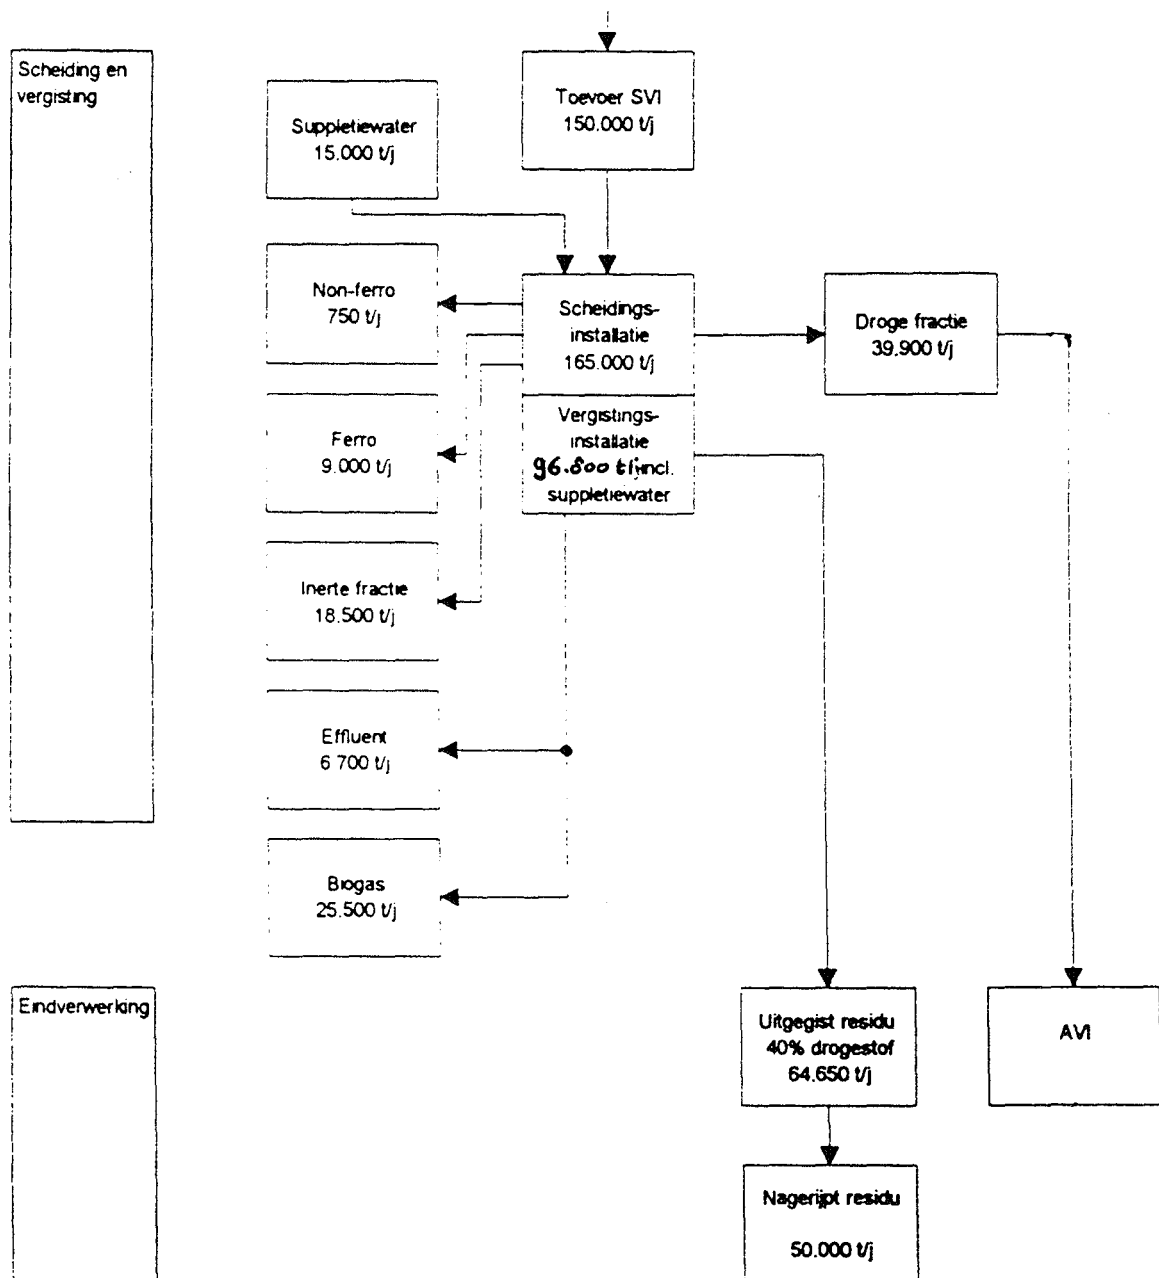 Scheiding en
vergisting
Toevoer SVI
150.000 t/j
Suppletiewater
15.000 t/j
Non-ferro
750 t/j
Scheidings-
installatie
165.000 t/j
Droge fractie
39.900 t/j
Vergistings-
installatie
96.800 t/j incl.
suppletiewater
Ferro
9.000 t/j
Inerte fractie
18.500 t/j
Effluent
6 700 t/j
Biogas
25.500 t/j
Eindverwerking
Uitgegist residu
40% drogestof
64.650 t/j
AVI
Nagerijpt residu
50.000 t/j